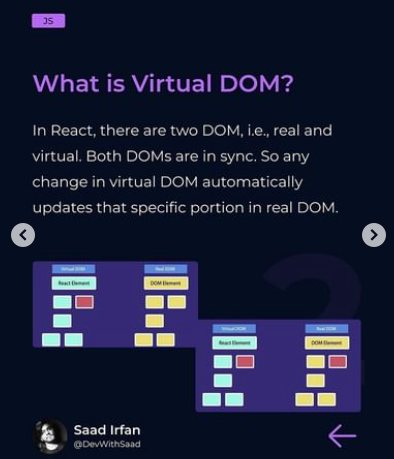 JS
What is Virtual DOM?
In React, there are two DOM, i.e., real and
virtual. Both DOMs are in sync. So any
change in virtual DOM automatically
updates that specific portion in real DOM.
2
Virtual DOM
Real DOM
React Element
DOM Element
Virtual DOM
Real DOM
React Element
DOM Element
Saad Irfan
@DevWithSaad